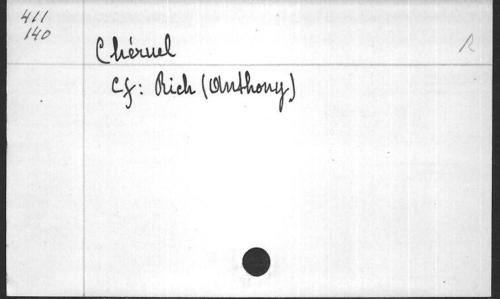 411
140
Chéruel
R
Cf: Rich (Anthony)